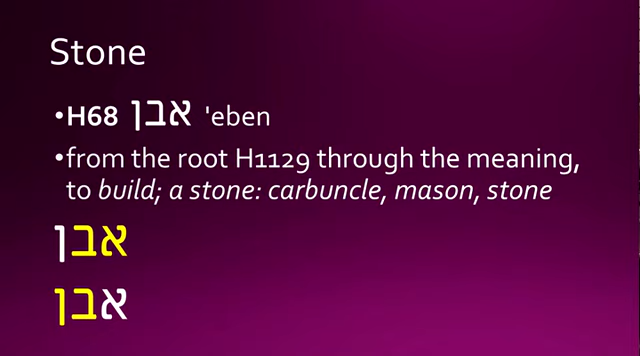 Stone
•H68 אבן 'eben
•from the root H1129 through the meaning,
to build; a stone: carbuncle, mason, stone
אבן
אבן